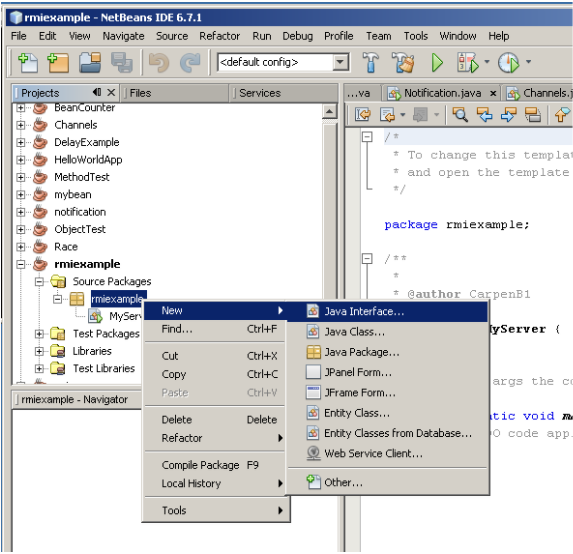 rmiexample - NetBeans IDE 6.7.1
File Edit View Navigate Source Refactor Run Debug Profile Team Tools Window Help
<default config>
Projects Files Services
...va Notification.java Channels.j
BeanCounter
Channels
DelayExample
HelloWorldApp
MethodTest
mybean
notification
ObjectTest
Race
rmiexample
Source Packages
rmiexample
MyServ
Test Packages
Libraries
Test Libraries
rmiexample - Navigator
/*
* To change this templat
* and open the template
*/
package rmiexample;
/**
*
* @author CarpenB1
MyServer {
args the co
tic void ma
DO code appl
New
Find... Ctrl+F
Cut Ctrl+X
Copy Ctrl+C
Paste Ctrl+V
Delete Delete
Refactor
Compile Package F9
Local History
Tools
Java Interface...
Java Class...
Java Package...
JPanel Form...
JFrame Form...
Entity Class...
Entity Classes from Database...
Web Service Client...
Other...